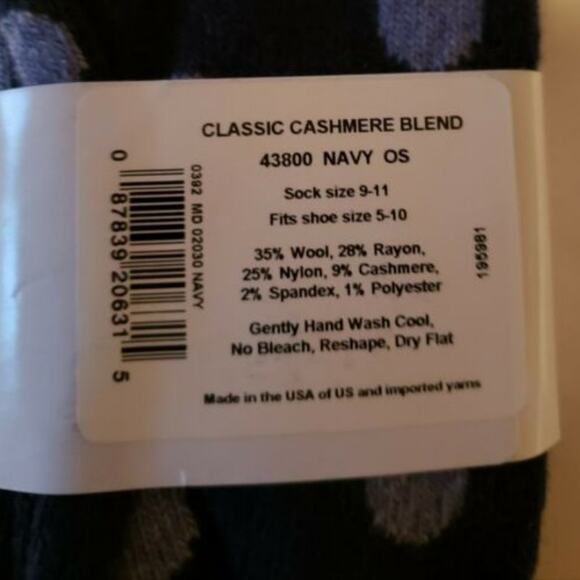 CLASSIC CASHMERE BLEND
43800 NAVY OS
Sock size 9-11
Fits shoe size 5-10
35% Wool, 28% Rayon,
25% Nylon, 9% Cashmere,
2% Spandex, 1% Polyester
Gently Hand Wash Cool,
No Bleach, Reshape, Dry Flat
Made in the USA of US and imported yarns
0 87839 20631 5
0392 MD 02030 NAVY
195981